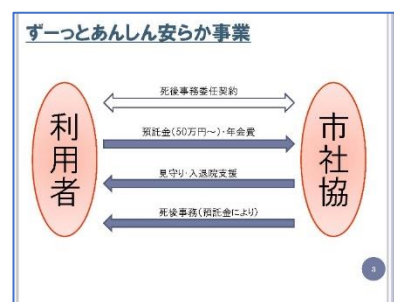 ずーっとあんしん安らか事業
死後事務委任契約
利用者
預託金(50万円～)・年会費
市社協
見守り・入退院支援
死後事務(預託金により)
3